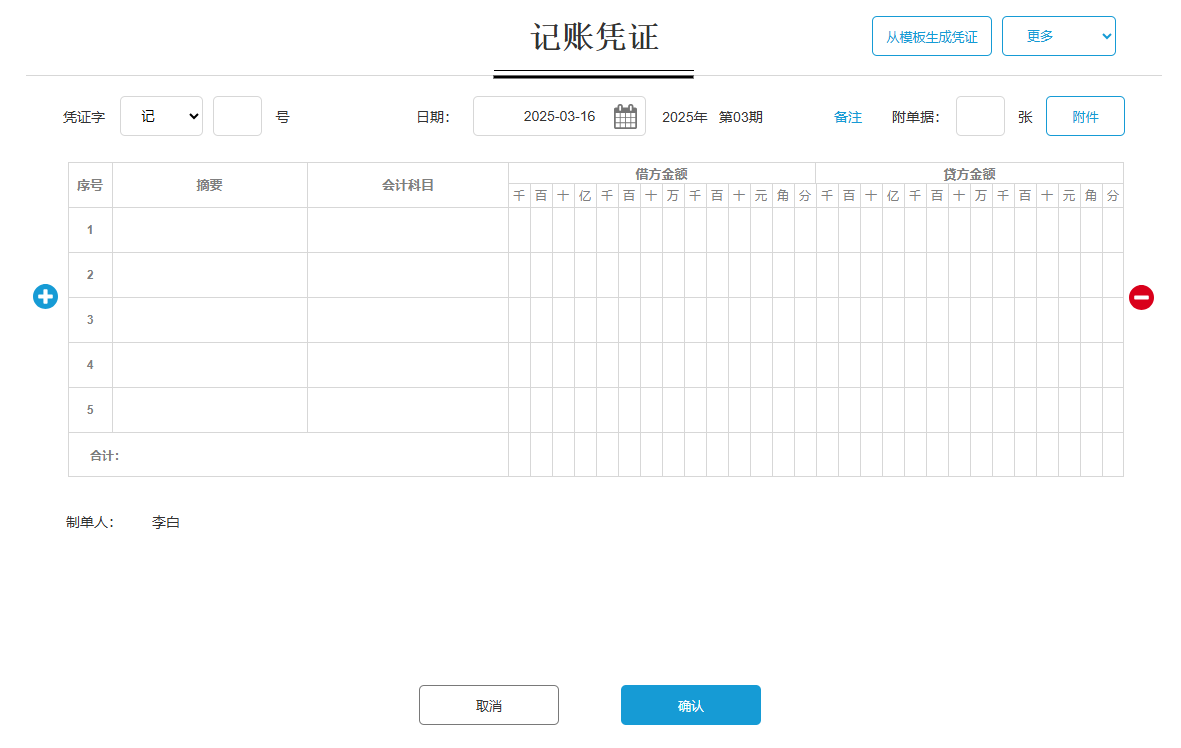 记账凭证
从模板生成凭证 更多
凭证字 记 号 日期: 2025-03-16 2025年 第03期 备注 附单据: 张 附件
序号 摘要 会计科目 借方金额 贷方金额
千 百 十 亿 千 百 十 万 千 百 十 元 角 分 千 百 十 亿 千 百 十 万 千 百 十 元 角 分
1
2
3
4
5
合计:
制单人: 李白
取消 确认